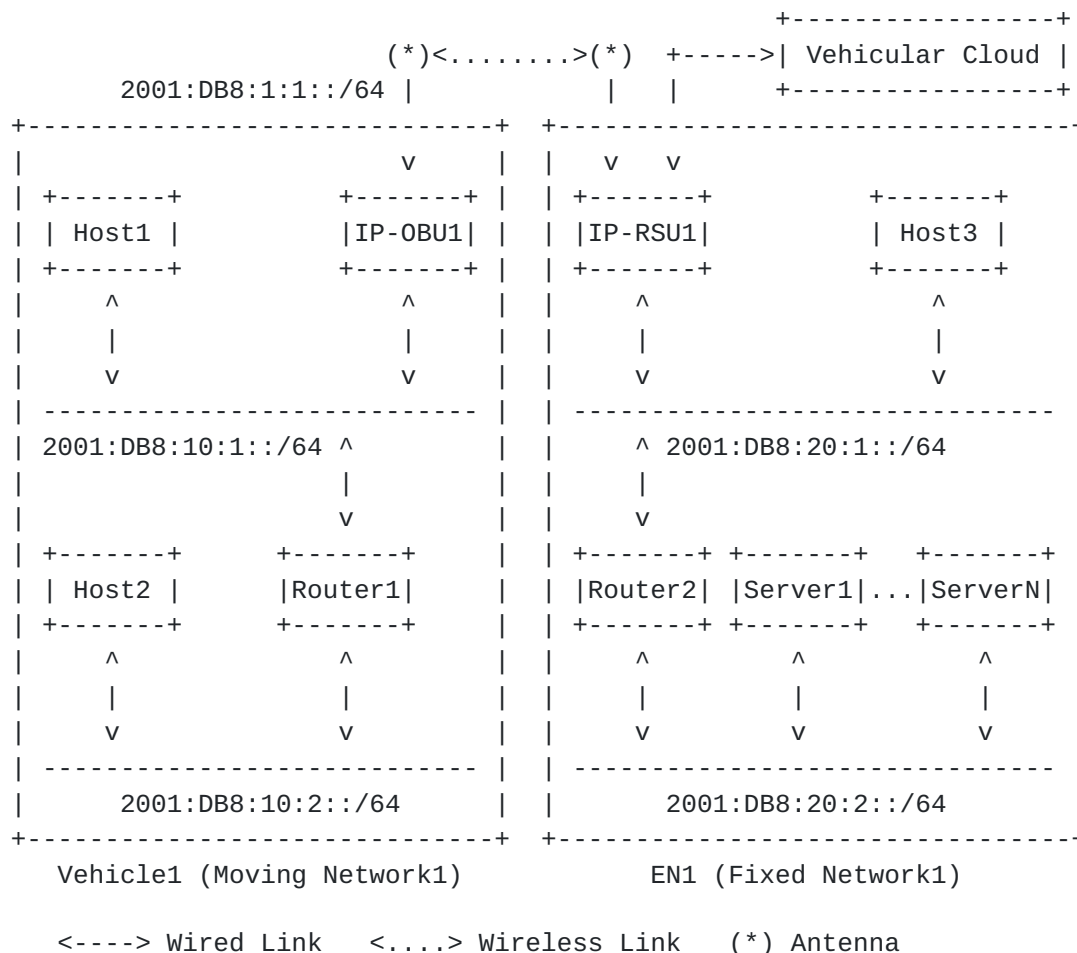 +-----------------+
                        (*)<........>(*)  +----->| Vehicular Cloud |
       2001:DB8:1:1::/64 |            |   |      +-----------------+
+------------------------------+  +---------------------------------+
|                        v     |  |   v   v
| +-------+          +-------+ |  | +-------+          +-------+
| | Host1 |          |IP-OBU1| |  | |IP-RSU1|          | Host3 |
| +-------+          +-------+ |  | +-------+          +-------+
|     ^                  ^     |  |     ^                  ^
|     |                  |     |  |     |                  |
|     v                  v     |  |     v                  v
| ---------------------------- |  | -------------------------------
| 2001:DB8:10:1::/64 ^         |  |     ^ 2001:DB8:20:1::/64
|                    |         |  |     |
|                    v         |  |     v
| +-------+      +-------+     |  | +-------+ +-------+   +-------+
| | Host2 |      |Router1|     |  | |Router2| |Server1|...|ServerN|
| +-------+      +-------+     |  | +-------+ +-------+   +-------+
|     ^              ^         |  |     ^         ^           ^
|     |              |         |  |     |         |           |
|     v              v         |  |     v         v           v
| ---------------------------- |  | -------------------------------
|      2001:DB8:10:2::/64      |  |       2001:DB8:20:2::/64
+------------------------------+  +---------------------------------+
   Vehicle1 (Moving Network1)            EN1 (Fixed Network1)

   <----> Wired Link   <....> Wireless Link   (*) Antenna